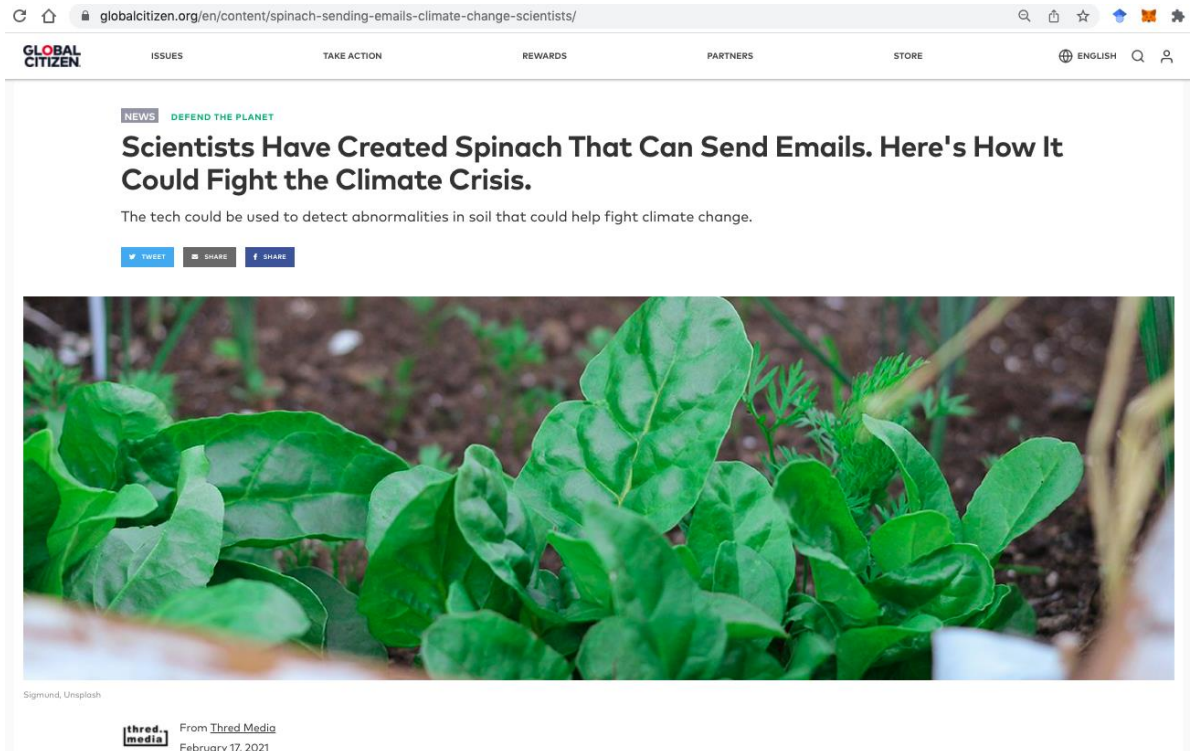 globalcitizen.org/en/content/spinach-sending-emails-climate-change-scientists/
GLOBAL CITIZEN.
ISSUES
TAKE ACTION
REWARDS
PARTNERS
STORE
ENGLISH
NEWS
DEFEND THE PLANET
Scientists Have Created Spinach That Can Send Emails. Here's How It
Could Fight the Climate Crisis.
The tech could be used to detect abnormalities in soil that could help fight climate change.
TWEET
SHARE
SHARE
Sigmund, Unsplash
thred.
media
From Thred Media
February 17, 2021